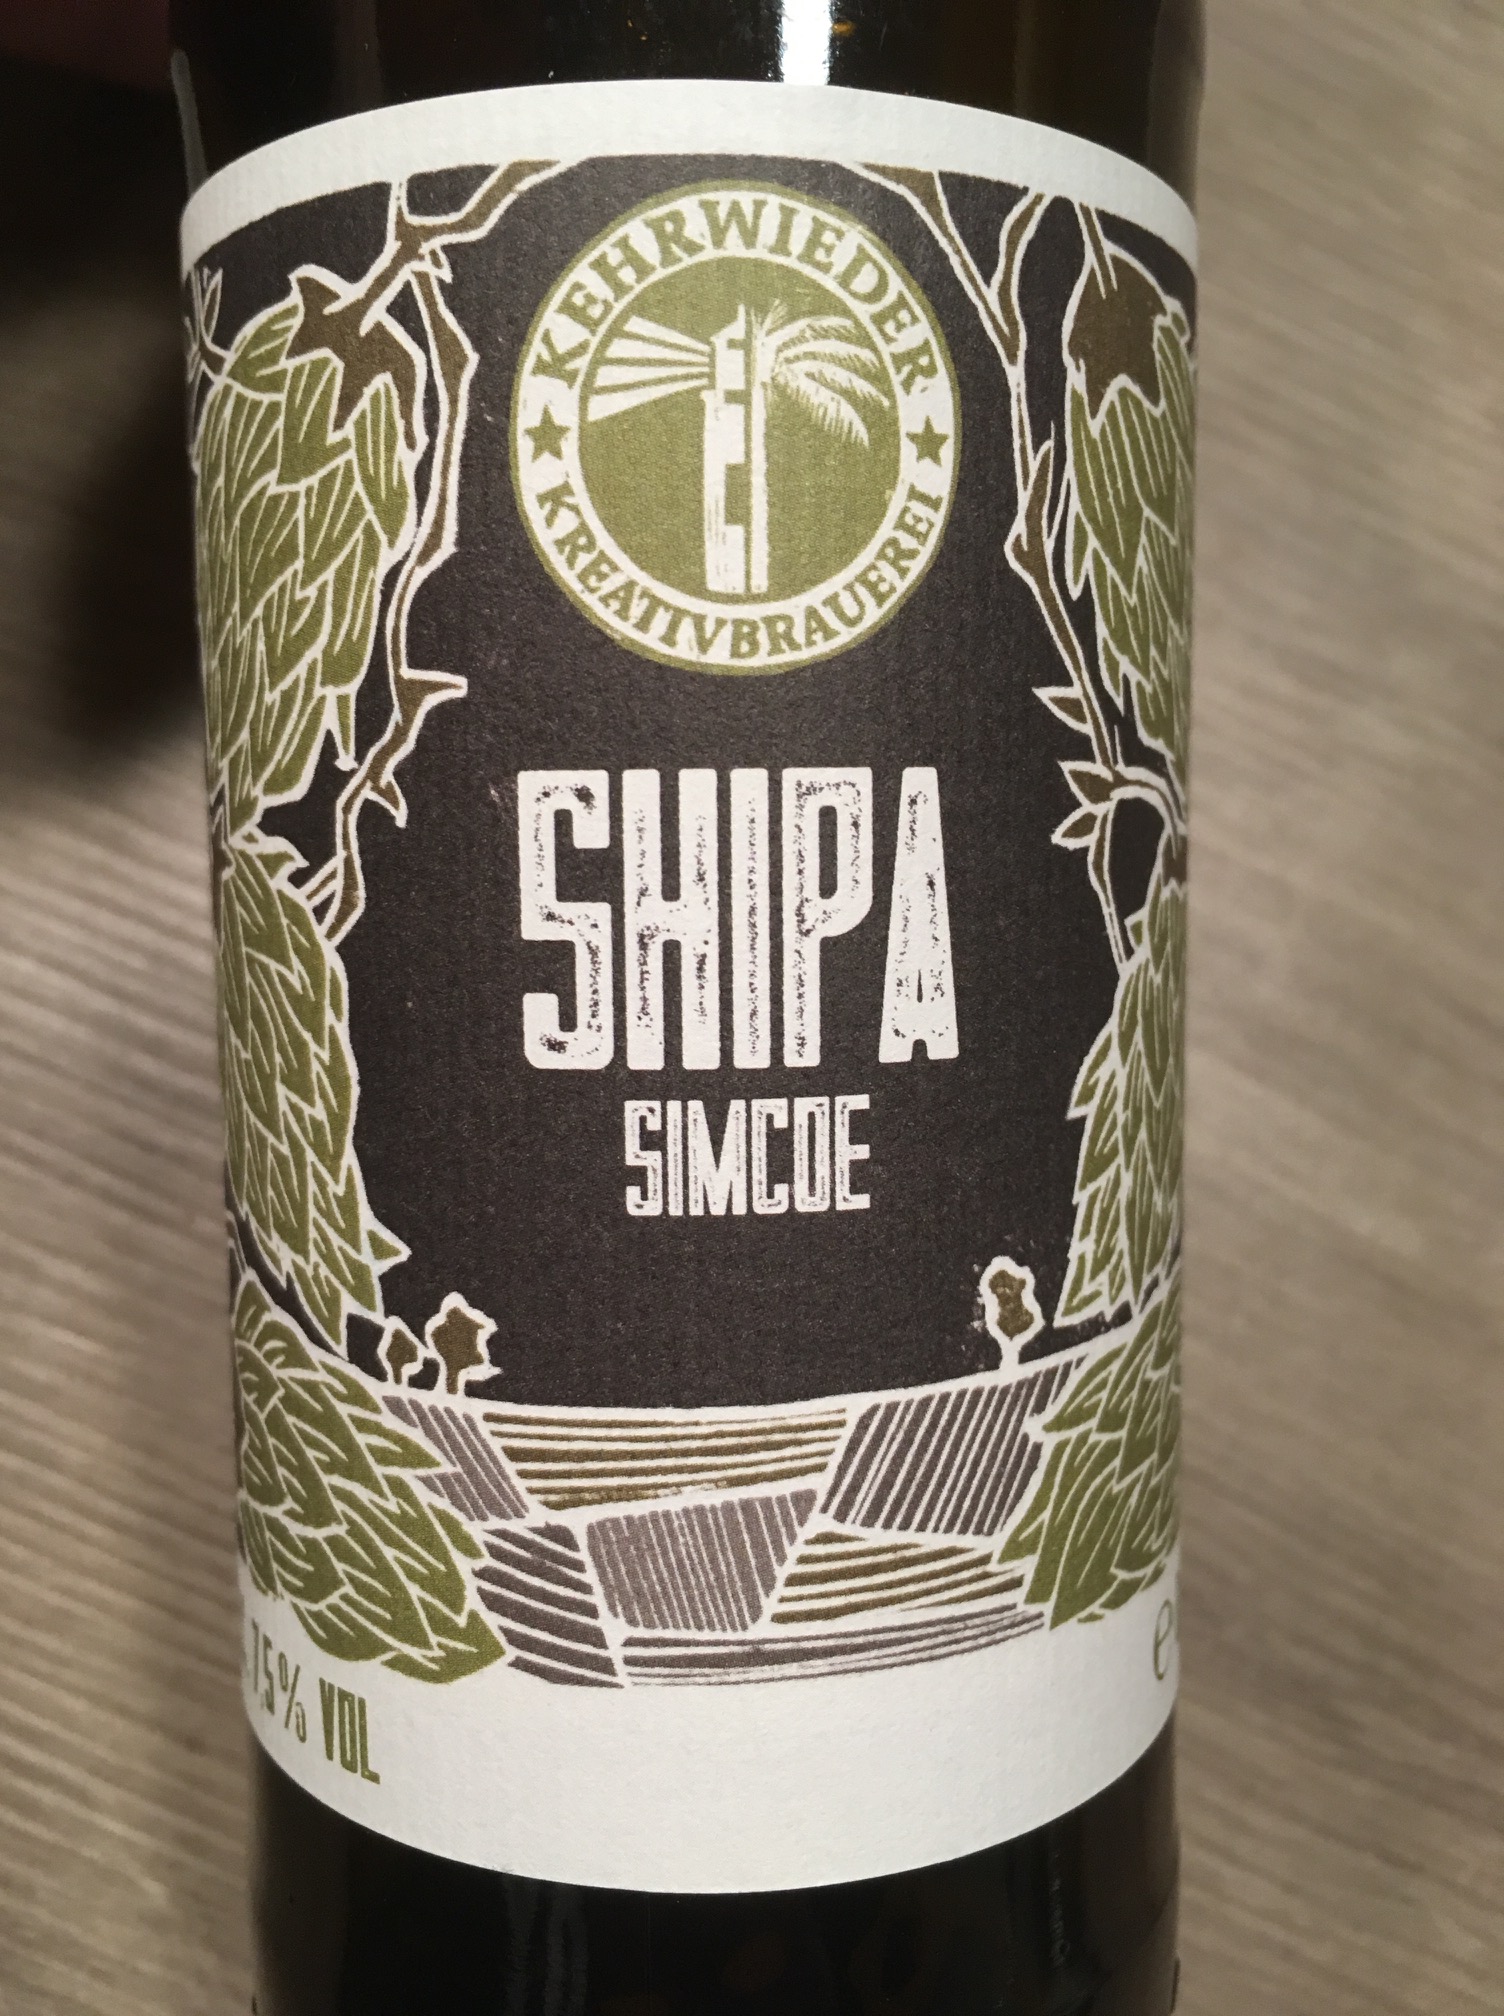 KEHRWIEDER
KREATIVBRAUEREI
SHIPA
SIMCOE
7,5% VOL
e